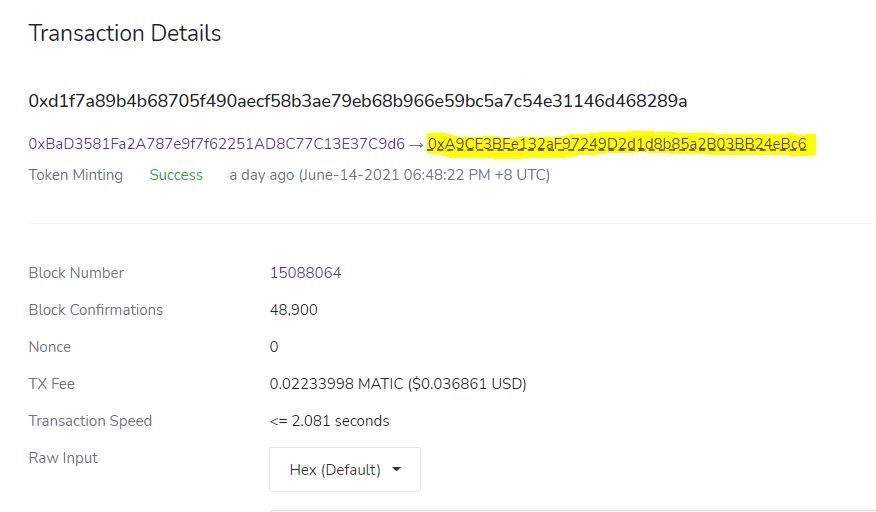 Transaction Details
0xd1f7a89b4b68705f490aecf58b3ae79eb68b966e59bc5a7c54e31146d468289a
0xBaD3581Fa2A787e9f7f62251AD8C77C13E37C9d6 → 0xA9CF3BEe132aF97249D2d1d8b85a2B03BB24eBc6
Token Minting Success a day ago (June-14-2021 06:48:22 PM +8 UTC)
Block Number 15088064
Block Confirmations 48,900
Nonce 0
TX Fee 0.02233998 MATIC ($0.036861 USD)
Transaction Speed <= 2.081 seconds
Raw Input
Hex (Default)